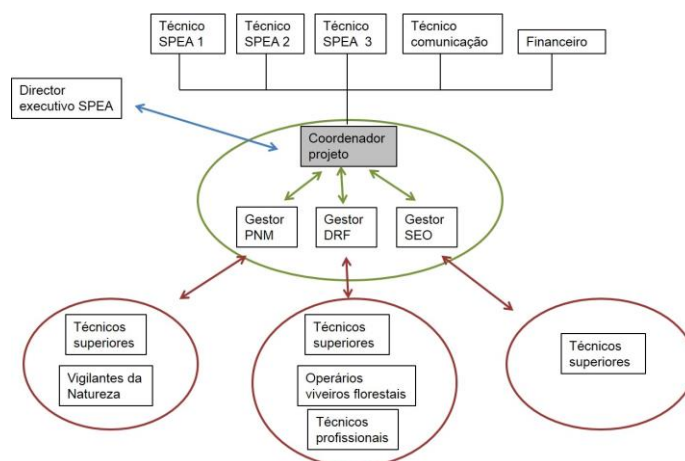 Técnico
SPEA 1
Técnico
SPEA 2
Técnico
SPEA 3
Técnico
comunicação
Financeiro
Director
executivo SPEA
Coordenador
projeto
Gestor
PNM
Gestor
DRF
Gestor
SEO
Técnicos
superiores
Vigilantes da
Natureza
Técnicos
superiores
Operários
viveiros florestais
Técnicos
profissionais
Técnicos
superiores